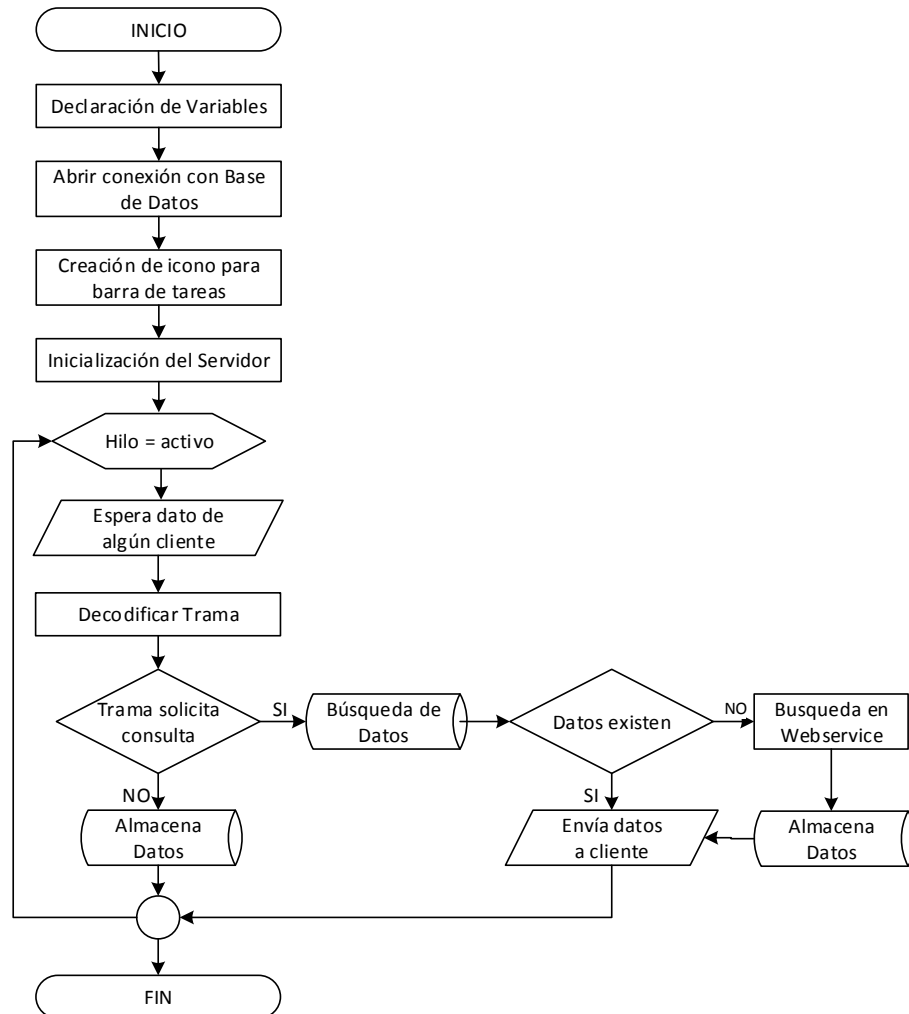 INICIO
Declaración de Variables
Abrir conexión con Base
de Datos
Creación de icono para
barra de tareas
Inicialización del Servidor
Hilo = activo
Espera dato de
algún cliente
Decodificar Trama
Trama solicita
consulta
SI
Búsqueda de
Datos
Datos existen
NO
Busqueda en
Webservice
NO
Almacena
Datos
SI
Envía datos
a cliente
Almacena
Datos
FIN